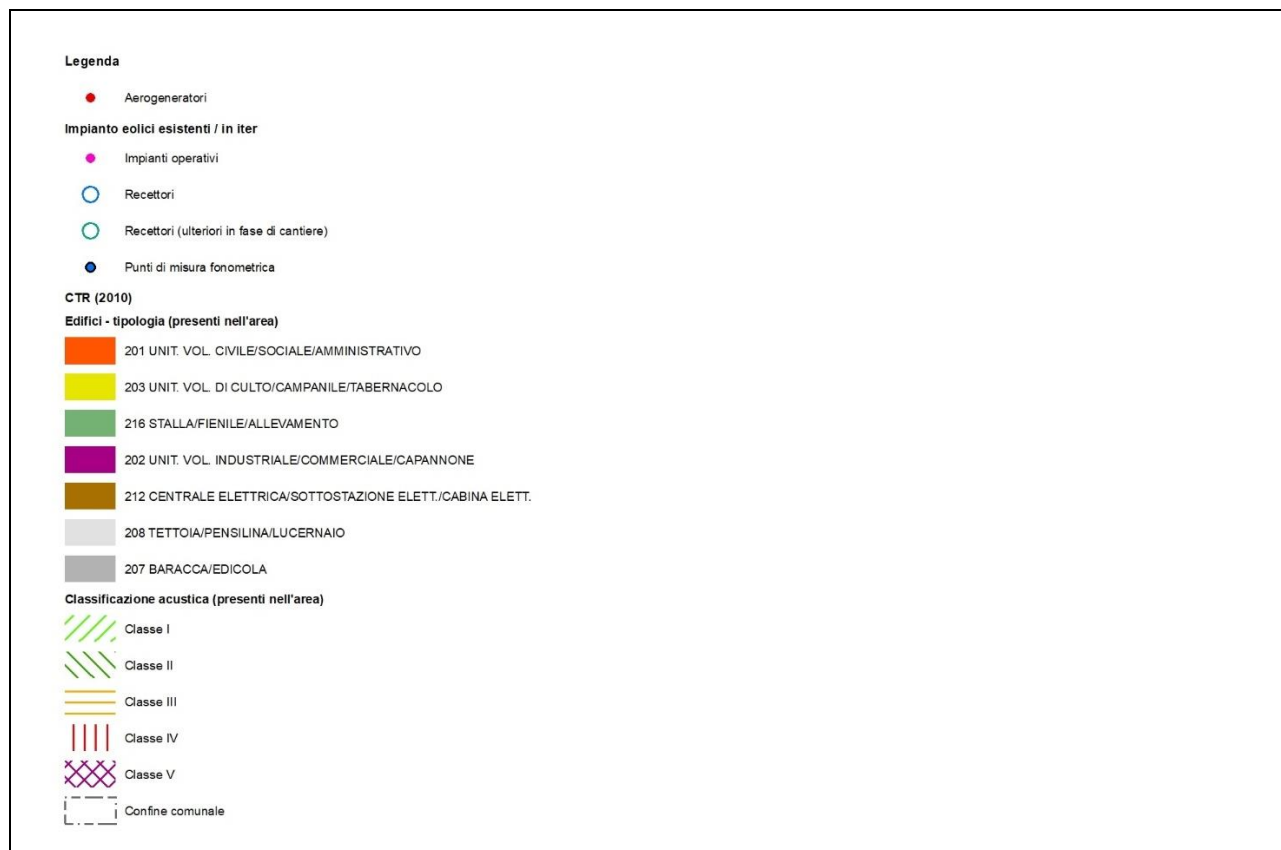 Legenda
Aerogeneratori
Impianto eolici esistenti / in iter
Impianti operativi
Recettori
Recettori (ulteriori in fase di cantiere)
Punti di misura fonometrica
CTR (2010)
Edifici - tipologia (presenti nell'area)
201 UNIT. VOL. CIVILE/SOCIALE/AMMINISTRATIVO
203 UNIT. VOL. DI CULTO/CAMPANILE/TABERNACOLO
216 STALLA/FIENILE/ALLEVAMENTO
202 UNIT. VOL. INDUSTRIALE/COMMERCIALE/CAPANNONE
212 CENTRALE ELETTRICA/SOTTOSTAZIONE ELETT./CABINA ELETT.
208 TETTOIA/PENSILINA/LUCERNAIO
207 BARACCA/EDICOLA
Classificazione acustica (presenti nell'area)
Classe I
Classe II
Classe III
Classe IV
Classe V
Confine comunale